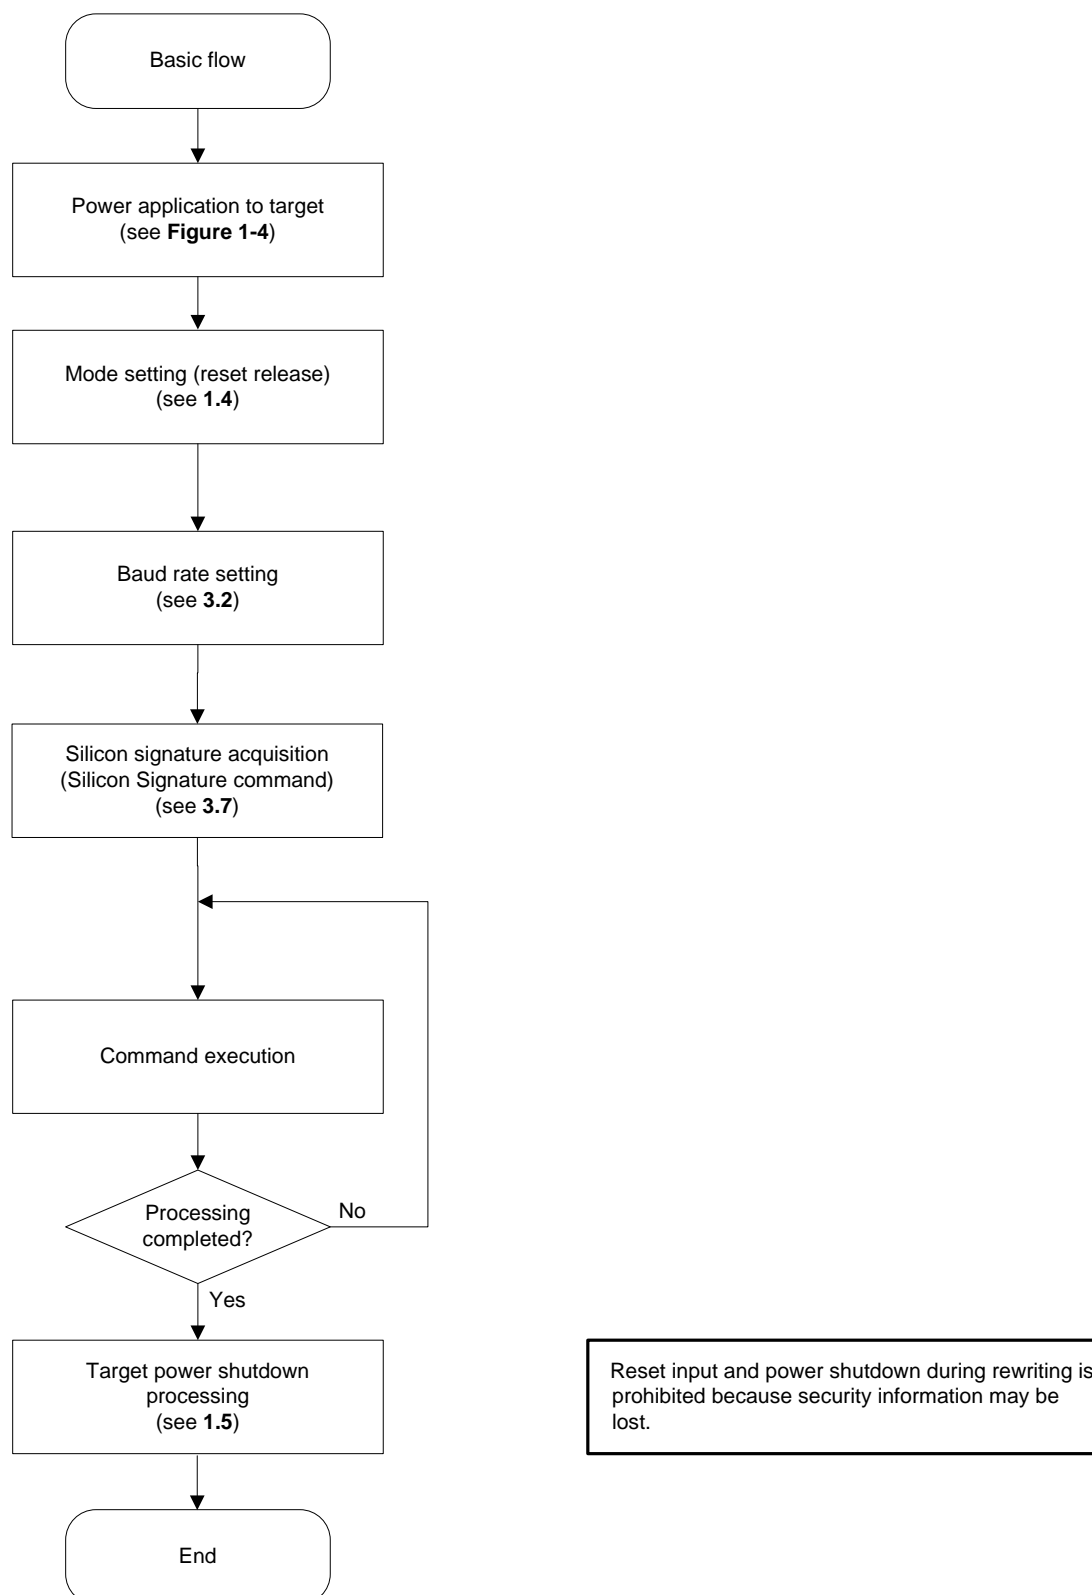 Basic flow
Power application to target
(see Figure 1-4)
Mode setting (reset release)
(see 1.4)
Baud rate setting
(see 3.2)
Silicon signature acquisition
(Silicon Signature command)
(see 3.7)
Command execution
Processing
completed?
No
Yes
Target power shutdown
processing
(see 1.5)
Reset input and power shutdown during rewriting is
prohibited because security information may be
lost.
End